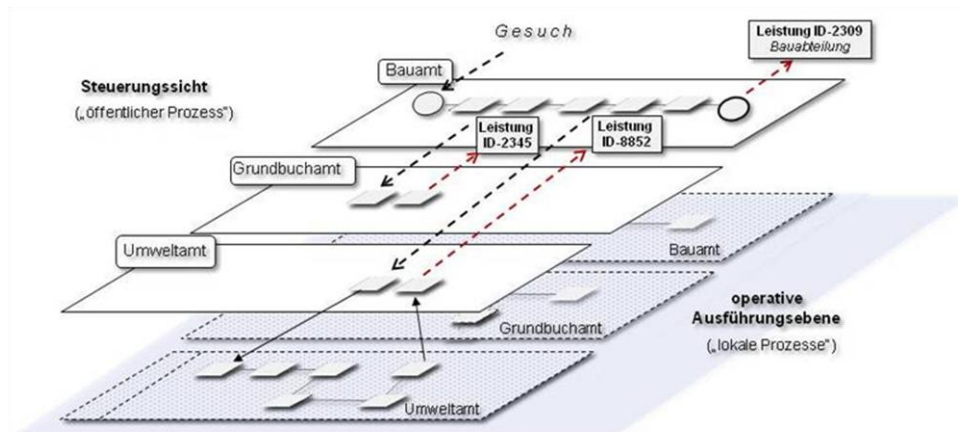 Gesuch
Leistung ID-2309
Bauabteilung
Bauamt
Steuerungssicht
(„öffentlicher Prozess")
Leistung
ID-2345
Leistung
ID-8852
Grundbuchamt
Umweltamt
Bauamt
operative
Ausführungsebene
(„lokale Prozesse")
Grundbuchamt
Umweltamt